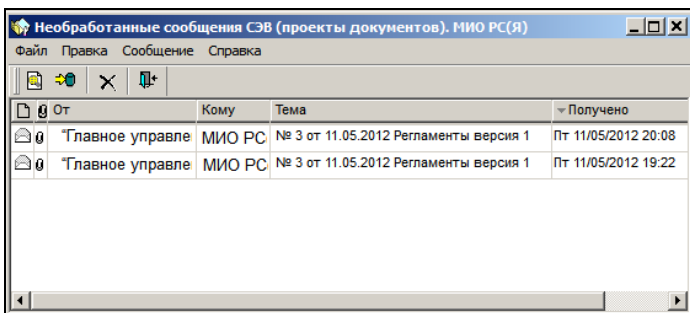 Необработанные сообщения СЭВ (проекты документов). МИО РС(Я)
Файл Правка Сообщение Справка
От Кому Тема Получено
"Главное управле МИО РС № 3 от 11.05.2012 Регламенты версия 1 Пт 11/05/2012 20:08
"Главное управле МИО РС № 3 от 11.05.2012 Регламенты версия 1 Пт 11/05/2012 19:22